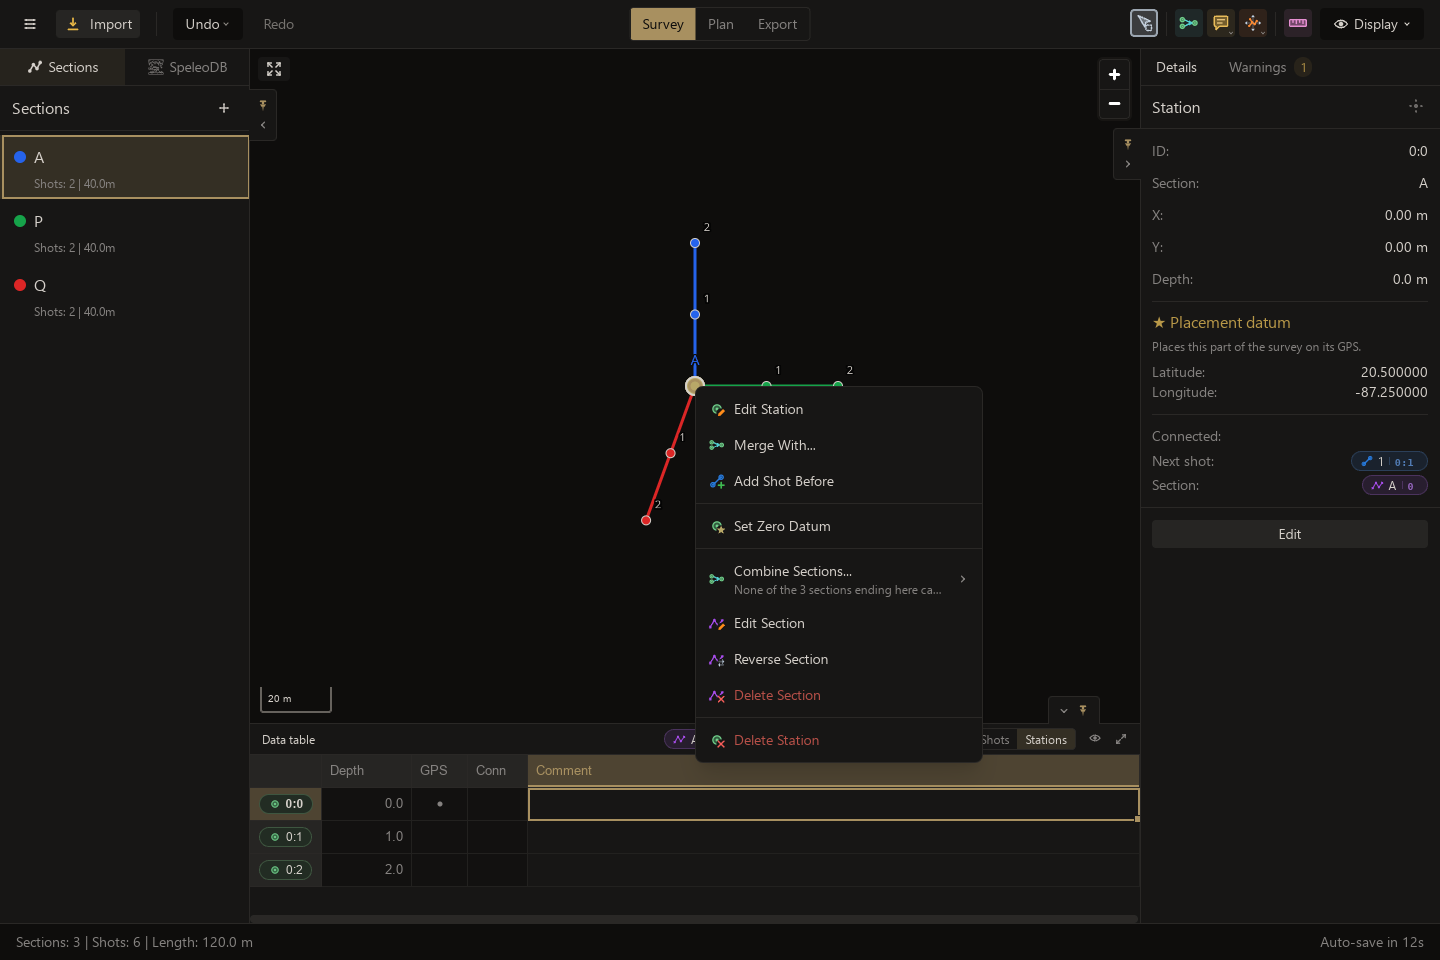 Import
Undo
Redo
Survey
Plan
Export
Display
Sections
SpeleoDB
Sections
A
Shots: 2 | 40.0m
P
Shots: 2 | 40.0m
Q
Shots: 2 | 40.0m
2
1
A
1
2
1
2
20 m
Edit Station
Merge With...
Add Shot Before
Set Zero Datum
Combine Sections...
None of the 3 sections ending here ca...
Edit Section
Reverse Section
Delete Section
Delete Station
Details
Warnings 1
Station
ID: 0:0
Section: A
X: 0.00 m
Y: 0.00 m
Depth: 0.0 m
★ Placement datum
Places this part of the survey on its GPS.
Latitude: 20.500000
Longitude: -87.250000
Connected:
Next shot: 1 | 0:1
Section: A | 0
Edit
Data table
Shots
Stations
Depth GPS Conn Comment
0:0 0.0 •
0:1 1.0
0:2 2.0
Sections: 3 | Shots: 6 | Length: 120.0 m
Auto-save in 12s